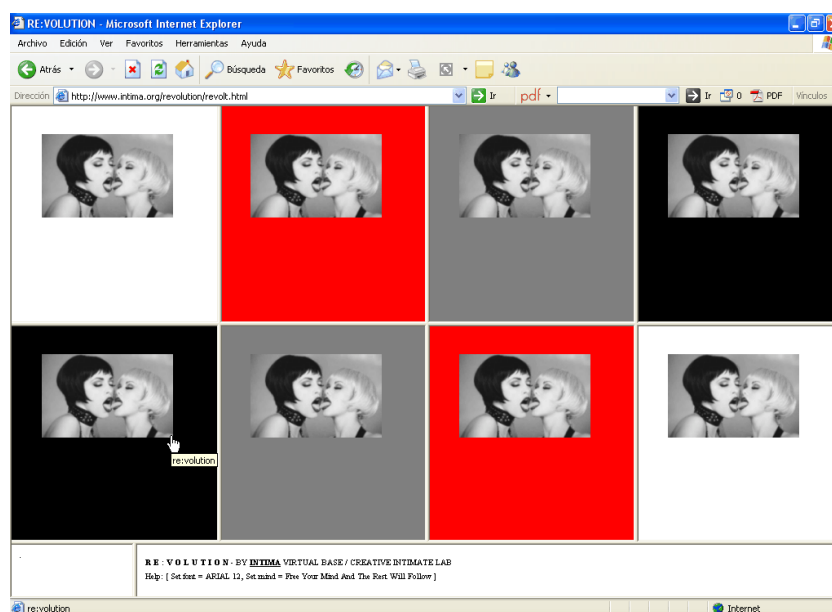 RE:VOLUTION - Microsoft Internet Explorer
Archivo Edición Ver Favoritos Herramientas Ayuda
Atrás Búsqueda Favoritos
Dirección http://www.intima.org/revolution/revolt.html Ir pdf Ir 0 PDF Vínculos
re:volution
RE:VOLUTION - BY INTIMA VIRTUAL BASE / CREATIVE INTIMATE LAB
Help: [ Set font = ARIAL 12, Set mind = Free Your Mind And The Rest Will Follow ]
re:volution Internet